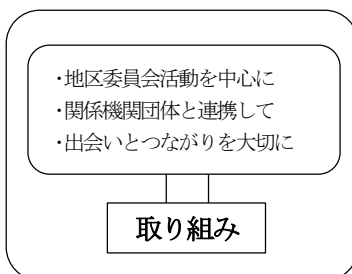 ・地区委員会活動を中心に
・関係機関団体と連携して
・出会いとつながりを大切に
取り組み